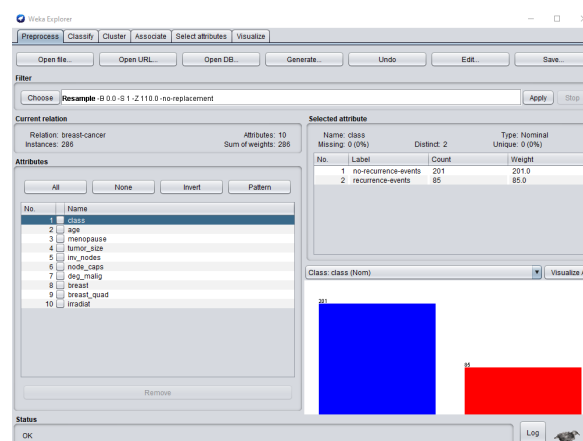 Weka Explorer
Preprocess Classify Cluster Associate Select attributes Visualize
Open file... Open URL... Open DB... Generate... Undo Edit... Save...
Filter
Choose Resample -B 0.0 -S 1 -Z 110.0 -no-replacement Apply Stop
Current relation
Relation: breast-cancer Attributes: 10
Instances: 286 Sum of weights: 286
Selected attribute
Name: class Type: Nominal
Missing: 0 (0%) Distinct: 2 Unique: 0 (0%)
No. Label Count Weight
1 no-recurrence-events 201 201.0
2 recurrence-events 85 85.0
Attributes
All None Invert Pattern
No. Name
1 class
2 age
3 menopause
4 tumor_size
5 inv_nodes
6 node_caps
7 deg_malig
8 breast
9 breast_quad
10 irradiat
Remove
Class: class (Nom) Visualize A
201
85
Status
OK
Log